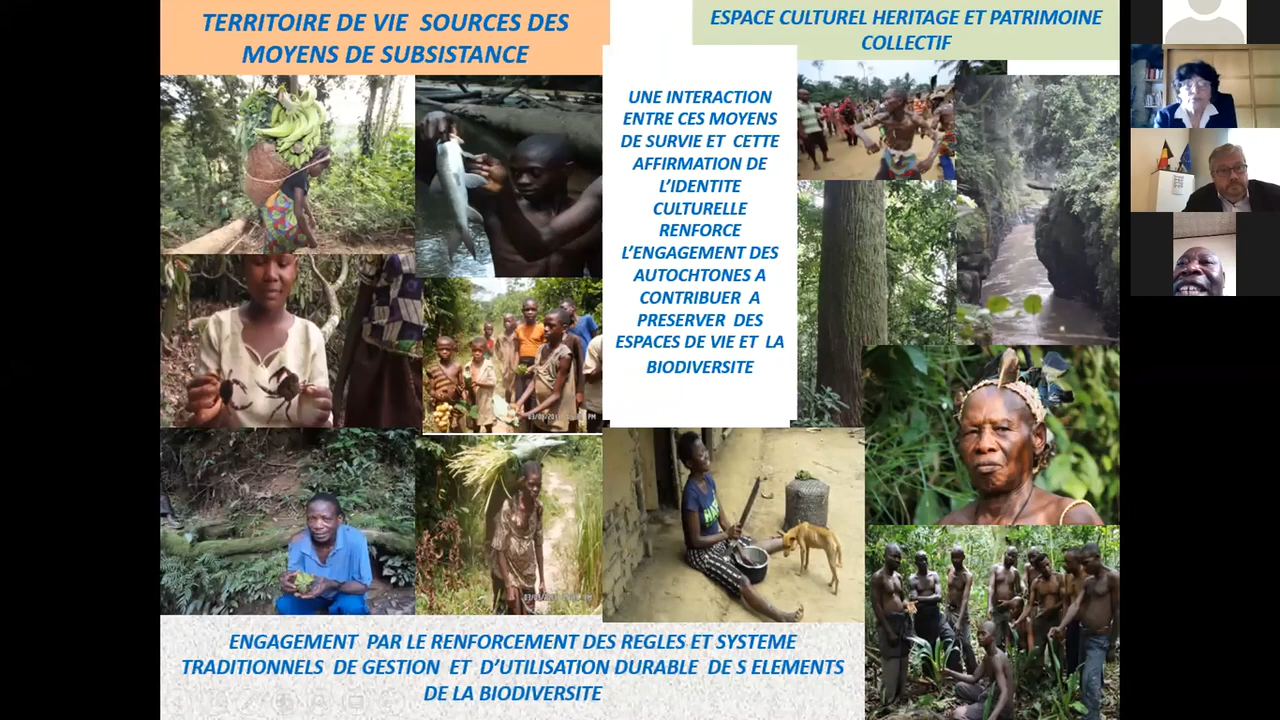 TERRITOIRE DE VIE SOURCES DES
MOYENS DE SUBSISTANCE
ESPACE CULTUREL HERITAGE ET PATRIMOINE
COLLECTIF
UNE INTERACTION
ENTRE CES MOYENS
DE SURVIE ET CETTE
AFFIRMATION DE
L'IDENTITE
CULTURELLE
RENFORCE
L'ENGAGEMENT DES
AUTOCHTONES A
CONTRIBUER A
PRESERVER DES
ESPACES DE VIE ET LA
BIODIVERSITE
ENGAGEMENT PAR LE RENFORCEMENT DES REGLES ET SYSTEME
TRADITIONNELS DE GESTION ET D'UTILISATION DURABLE DE S ELEMENTS
DE LA BIODIVERSITE